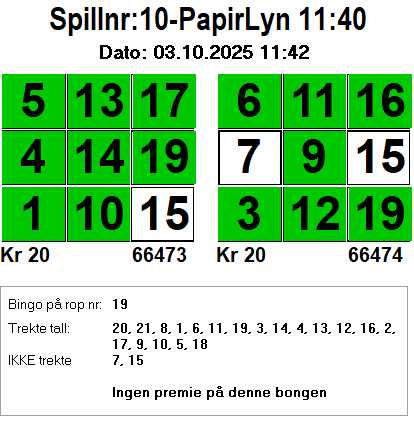 Spillnr:10-PapirLyn 11:40
Dato: 03.10.2025 11:42
5 13 17 6 11 16
4 14 19 7 9 15
1 10 15 3 12 19
Kr 20 66473 Kr 20 66474
Bingo på rop nr: 19
Trekte tall: 20, 21, 8, 1, 6, 11, 19, 3, 14, 4, 13, 12, 16, 2,
17, 9, 10, 5, 18
IKKE trekte 7, 15
Ingen premie på denne bongen